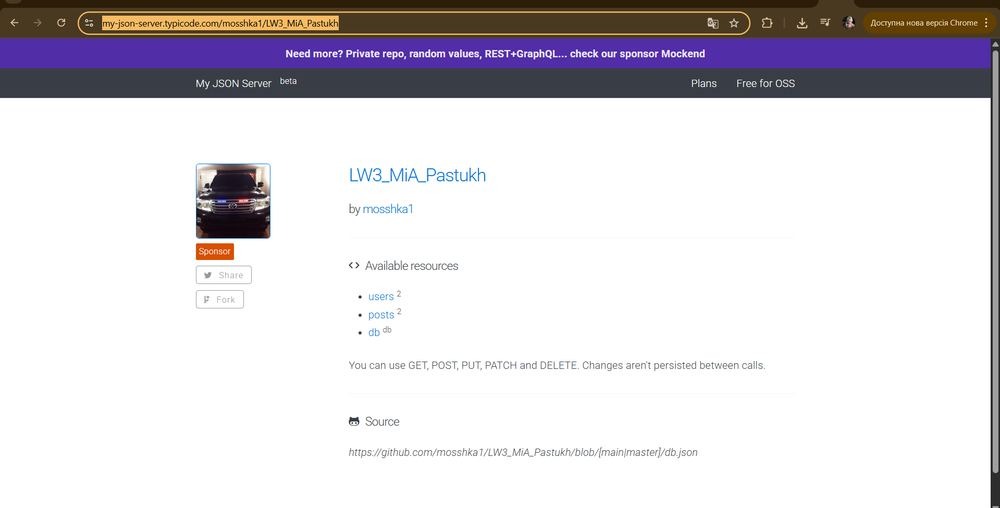 my-json-server.typicode.com/mosshka1/LW3_MiA_Pastukh
Доступна нова версія Chrome
Need more? Private repo, random values, REST+GraphQL... check our sponsor Mockend
My JSON Server beta
Plans
Free for OSS
LW3_MiA_Pastukh
by mosshka1
Sponsor
Share
Fork
Available resources
users 2
posts 2
db db
You can use GET, POST, PUT, PATCH and DELETE. Changes aren't persisted between calls.
Source
https://github.com/mosshka1/LW3_MiA_Pastukh/blob/[main|master]/db.json